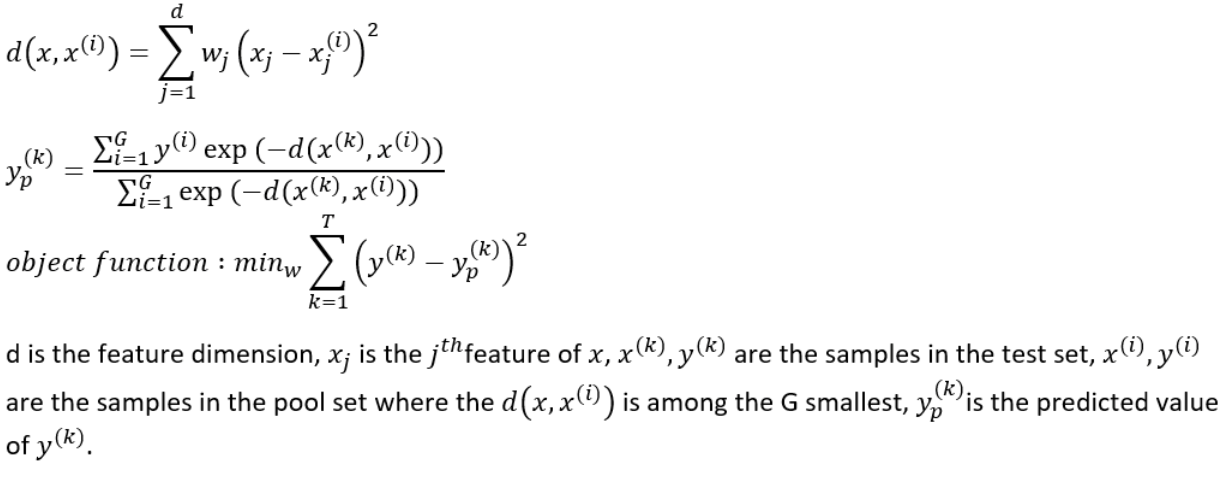 d(x, x^{(i)}) = \sum_{j=1}^{d} w_j (x_j − x_j^{(i)})^2
y_p^{(k)} = \frac{\sum_{i=1}^{G} y^{(i)} exp (−d(x^{(k)}, x^{(i)}))}{\sum_{i=1}^{G} exp (−d(x^{(k)}, x^{(i)}))}
object function : min_w \sum_{k=1}^{T} (y^{(k)} − y_p^{(k)})^2
d is the feature dimension, x_j is the j^{th} feature of x, x^{(k)}, y^{(k)} are the samples in the test set, x^{(i)}, y^{(i)}
are the samples in the pool set where the d(x, x^{(i)}) is among the G smallest, y_p^{(k)} is the predicted value
of y^{(k)}.